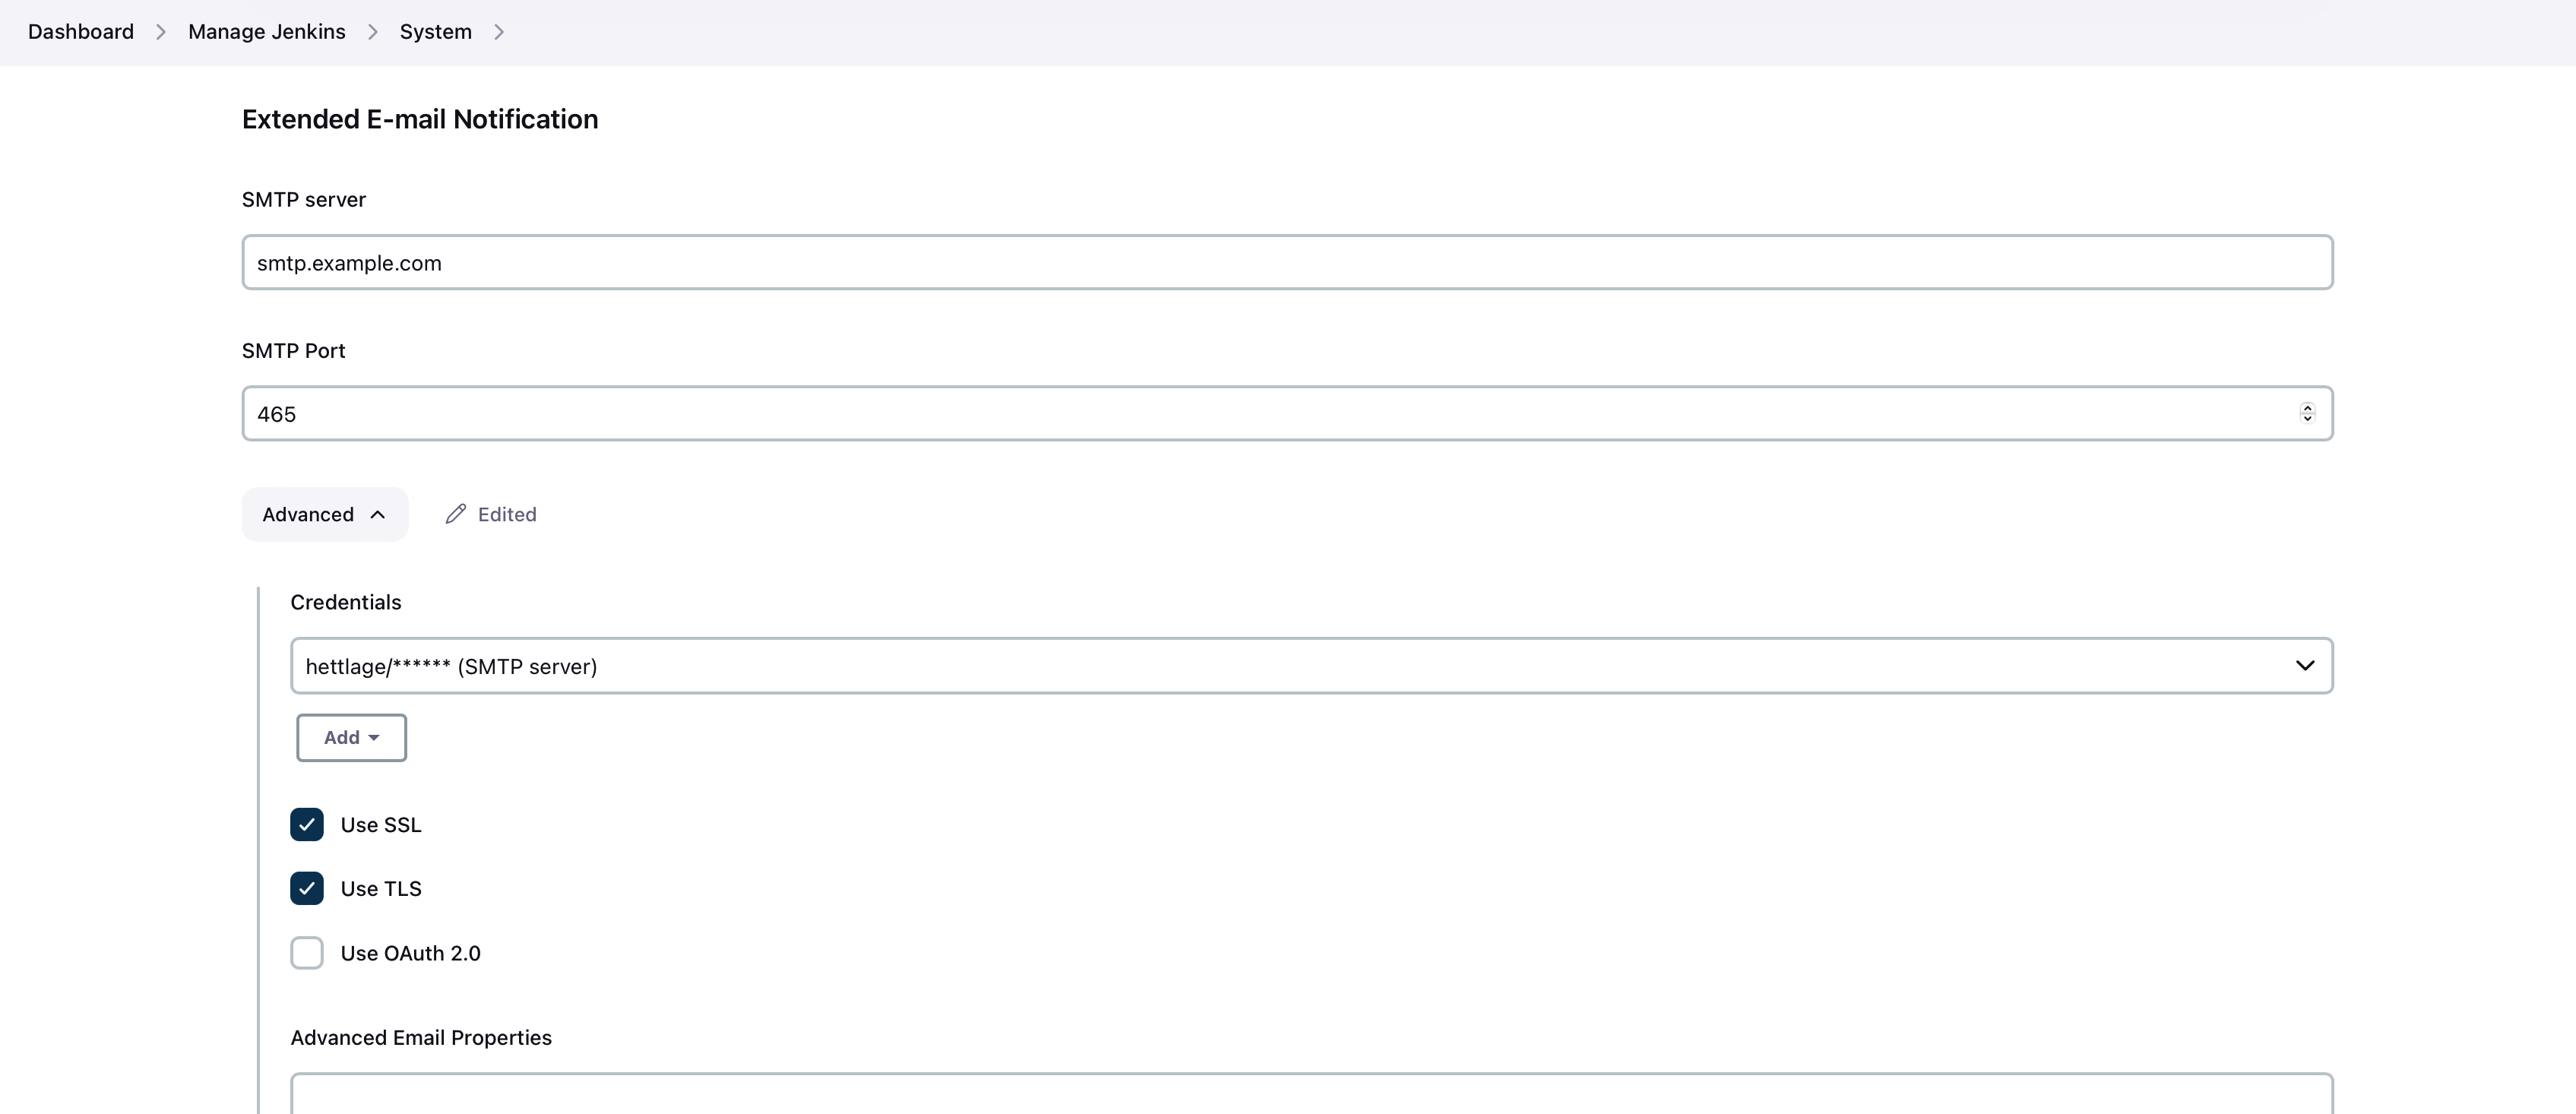 Dashboard > Manage Jenkins > System >
Extended E-mail Notification
SMTP server
smtp.example.com
SMTP Port
465
Advanced Edited
Credentials
hettlage/****** (SMTP server)
Add
Use SSL
Use TLS
Use OAuth 2.0
Advanced Email Properties